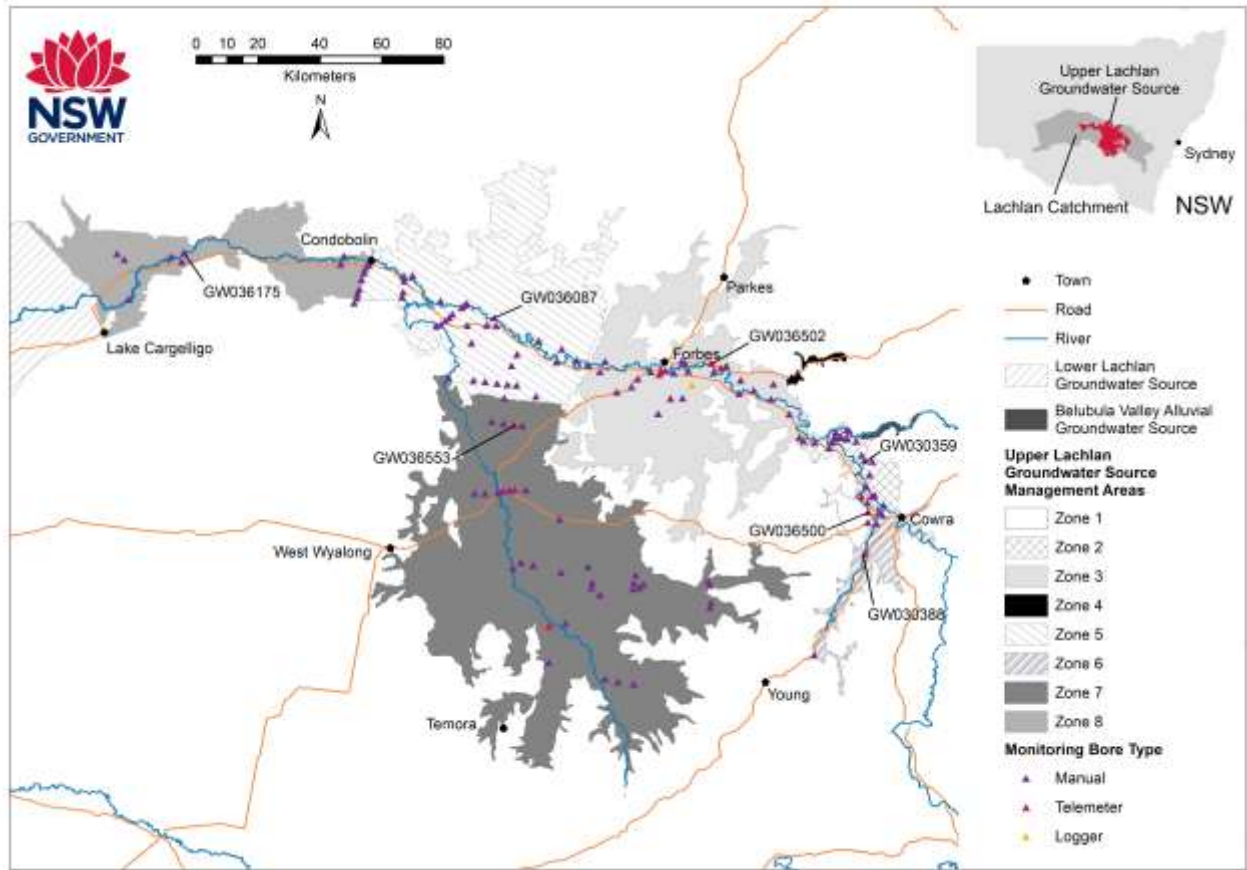 NSW
GOVERNMENT
0 10 20 40 60 80
Kilometers
N
Upper Lachlan
Groundwater Source
Sydney
Lachlan Catchment
NSW
Condobolin
GW036175
GW036087
Parkes
Lake Cargelligo
Forbes
GW036502
GW036553
GW030359
GW036500
Cowra
West Wyalong
GW030388
Young
Temora
Town
Road
River
Lower Lachlan
Groundwater Source
Belubula Valley Alluvial
Groundwater Source
Upper Lachlan
Groundwater Source
Management Areas
Zone 1
Zone 2
Zone 3
Zone 4
Zone 5
Zone 6
Zone 7
Zone 8
Monitoring Bore Type
Manual
Telemeter
Logger